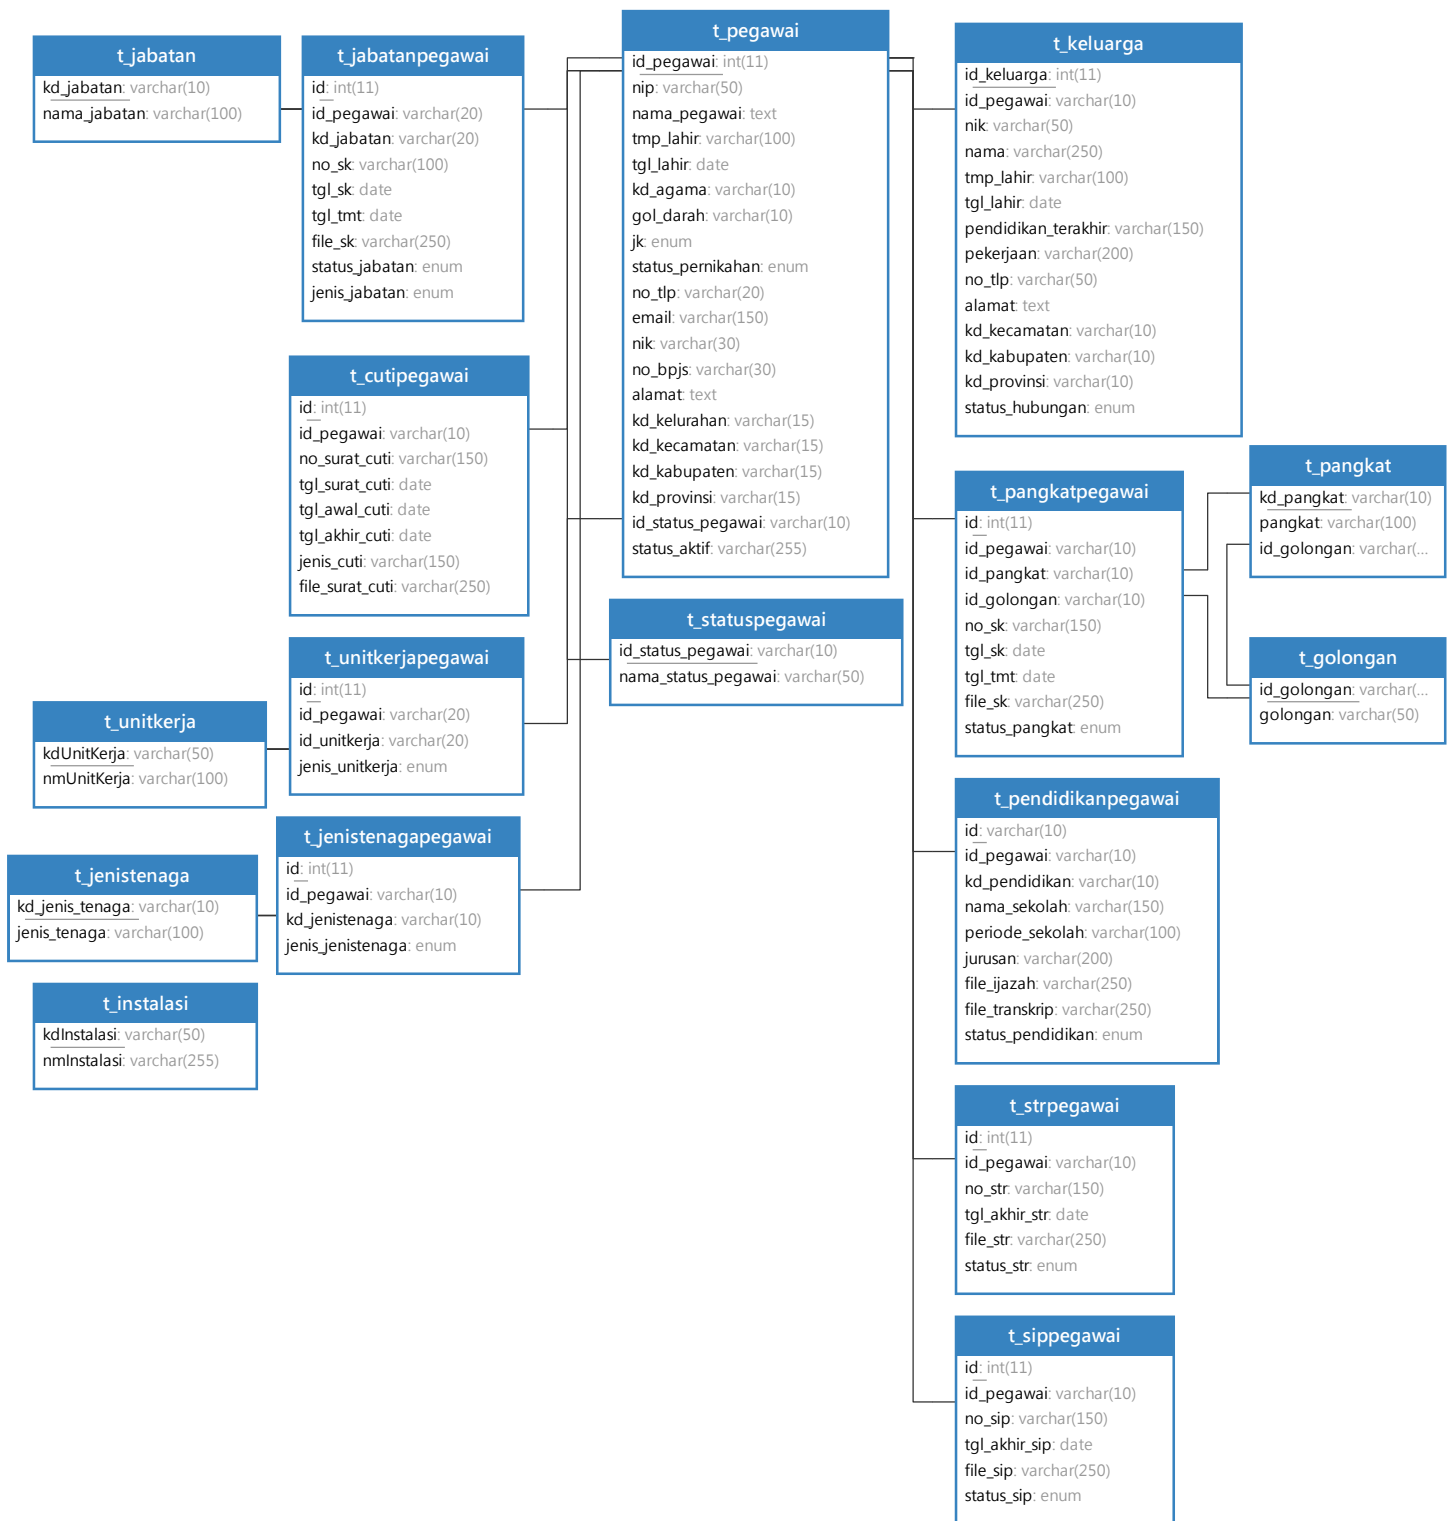 t_jabatan
kd_jabatan: varchar(10)
nama_jabatan: varchar(100)
t_jabatanpegawai
id: int(11)
id_pegawai: varchar(20)
kd_jabatan: varchar(20)
no_sk: varchar(100)
tgl_sk: date
tgl_tmt: date
file_sk: varchar(250)
status_jabatan: enum
jenis_jabatan: enum
t_pegawai
id_pegawai: int(11)
nip: varchar(50)
nama_pegawai: text
tmp_lahir: varchar(100)
tgl_lahir: date
kd_agama: varchar(10)
gol_darah: varchar(10)
jk: enum
status_pernikahan: enum
no_tlp: varchar(20)
email: varchar(150)
nik: varchar(30)
no_bpjs: varchar(30)
alamat: text
kd_kelurahan: varchar(15)
kd_kecamatan: varchar(15)
kd_kabupaten: varchar(15)
kd_provinsi: varchar(15)
id_status_pegawai: varchar(10)
status_aktif: varchar(255)
t_keluarga
id_keluarga: int(11)
id_pegawai: varchar(10)
nik: varchar(50)
nama: varchar(250)
tmp_lahir: varchar(100)
tgl_lahir: date
pendidikan_terakhir: varchar(150)
pekerjaan: varchar(200)
no_tlp: varchar(50)
alamat: text
kd_kecamatan: varchar(10)
kd_kabupaten: varchar(10)
kd_provinsi: varchar(10)
status_hubungan: enum
t_cutipegawai
id: int(11)
id_pegawai: varchar(10)
no_surat_cuti: varchar(150)
tgl_surat_cuti: date
tgl_awal_cuti: date
tgl_akhir_cuti: date
jenis_cuti: varchar(150)
file_surat_cuti: varchar(250)
t_pangkatpegawai
id: int(11)
id_pegawai: varchar(10)
id_pangkat: varchar(10)
id_golongan: varchar(10)
no_sk: varchar(150)
tgl_sk: date
tgl_tmt: date
file_sk: varchar(250)
status_pangkat: enum
t_pangkat
kd_pangkat: varchar(10)
pangkat: varchar(100)
id_golongan: varchar(...
t_golongan
id_golongan: varchar(...
golongan: varchar(50)
t_statuspegawai
id_status_pegawai: varchar(10)
nama_status_pegawai: varchar(50)
t_unitkerjapegawai
id: int(11)
id_pegawai: varchar(20)
id_unitkerja: varchar(20)
jenis_unitkerja: enum
t_unitkerja
kdUnitKerja: varchar(50)
nmUnitKerja: varchar(100)
t_jenistenagapegawai
id: int(11)
id_pegawai: varchar(10)
kd_jenistenaga: varchar(10)
jenis_jenistenaga: enum
t_jenistenaga
kd_jenis_tenaga: varchar(10)
jenis_tenaga: varchar(100)
t_instalasi
kdInstalasi: varchar(50)
nmInstalasi: varchar(255)
t_pendidikanpegawai
id: varchar(10)
id_pegawai: varchar(10)
kd_pendidikan: varchar(10)
nama_sekolah: varchar(150)
periode_sekolah: varchar(100)
jurusan: varchar(200)
file_ijazah: varchar(250)
file_transkrip: varchar(250)
status_pendidikan: enum
t_strpegawai
id: int(11)
id_pegawai: varchar(10)
no_str: varchar(150)
tgl_akhir_str: date
file_str: varchar(250)
status_str: enum
t_sippegawai
id: int(11)
id_pegawai: varchar(10)
no_sip: varchar(150)
tgl_akhir_sip: date
file_sip: varchar(250)
status_sip: enum